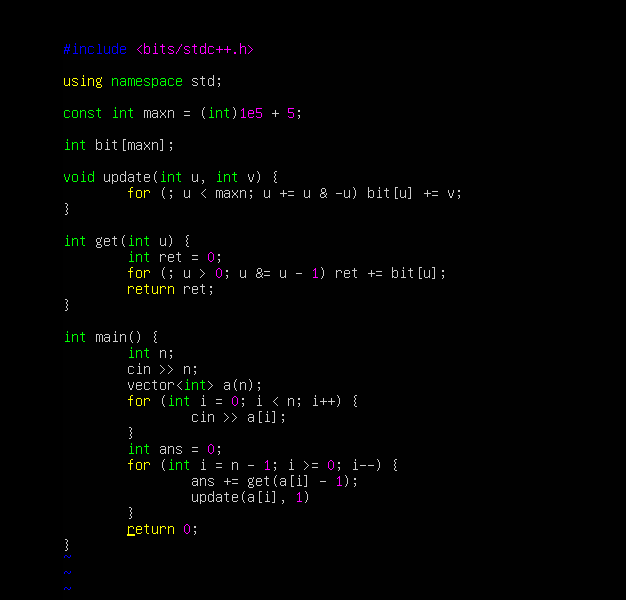 #include <bits/stdc++.h>
using namespace std;
const int maxn = (int)1e5 + 5;
int bit[maxn];
void update(int u, int v) {
for (; u < maxn; u += u & -u) bit[u] += v;
}
int get(int u) {
int ret = 0;
for (; u > 0; u &= u - 1) ret += bit[u];
return ret;
}
int main() {
int n;
cin >> n;
vector<int> a(n);
for (int i = 0; i < n; i++) {
cin >> a[i];
}
int ans = 0;
for (int i = n - 1; i >= 0; i--) {
ans += get(a[i] - 1);
update(a[i], 1)
}
return 0;
}
~
~
~